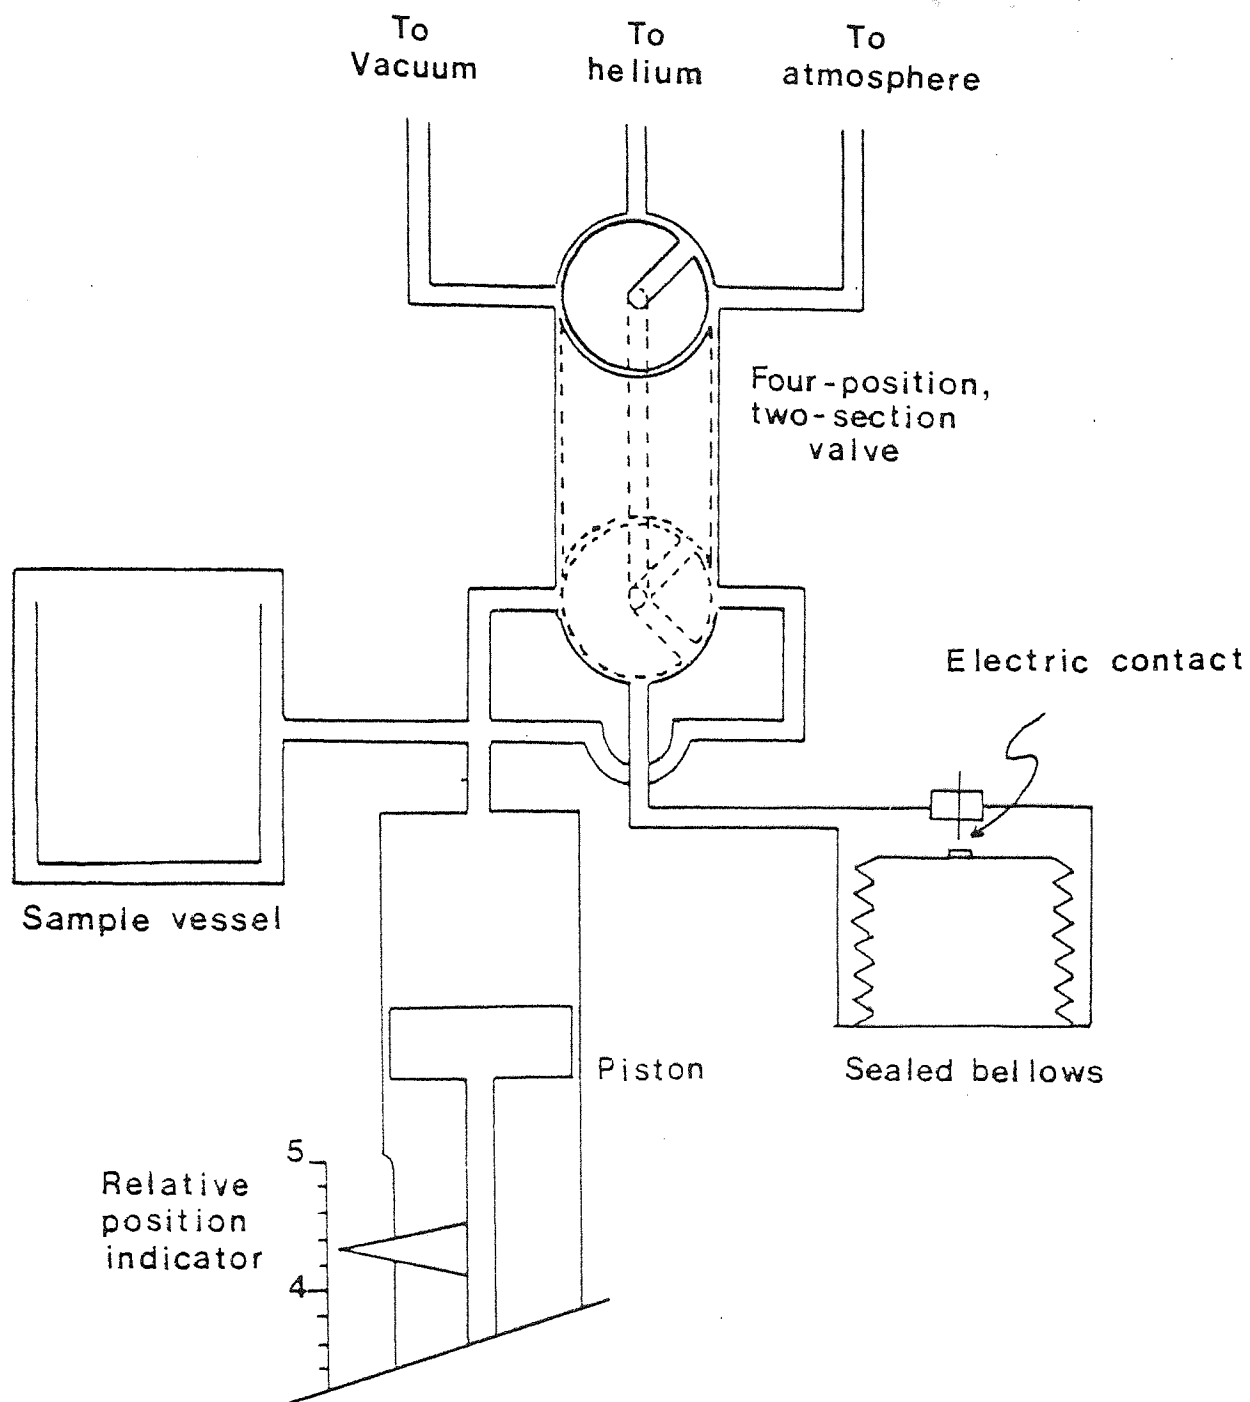 To
Vacuum
To
helium
To
atmosphere
Four-position,
two-section
valve
Electric contact
Sample vessel
Piston
Sealed bellows
Relative
position
indicator
5
4